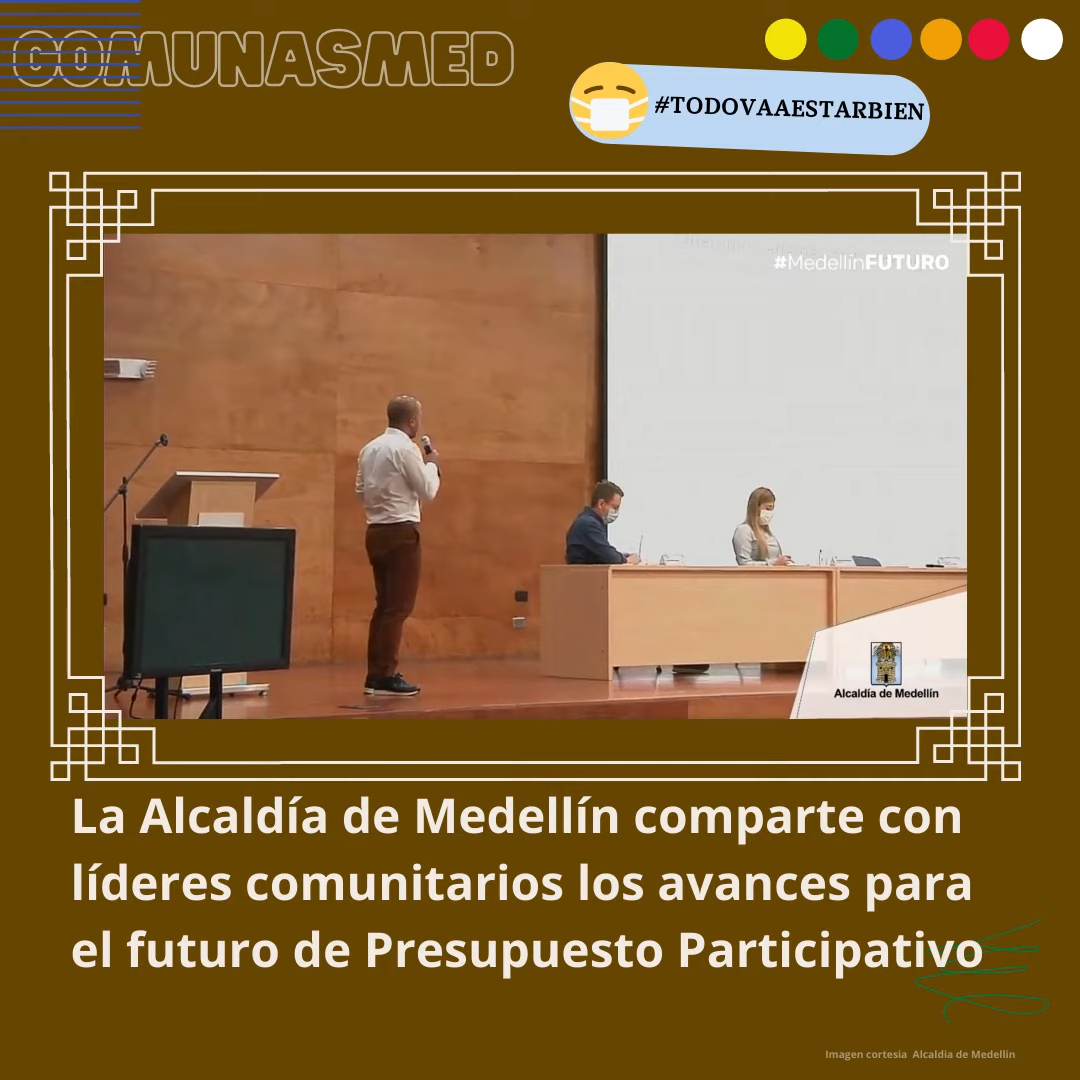 COMUNASMED
#TODOVAAESTARBIEN
#MedellínFUTURO
Alcaldía de Medellín
La Alcaldía de Medellín comparte con
líderes comunitarios los avances para
el futuro de Presupuesto Participativo
Imagen cortesia Alcaldia de Medellin